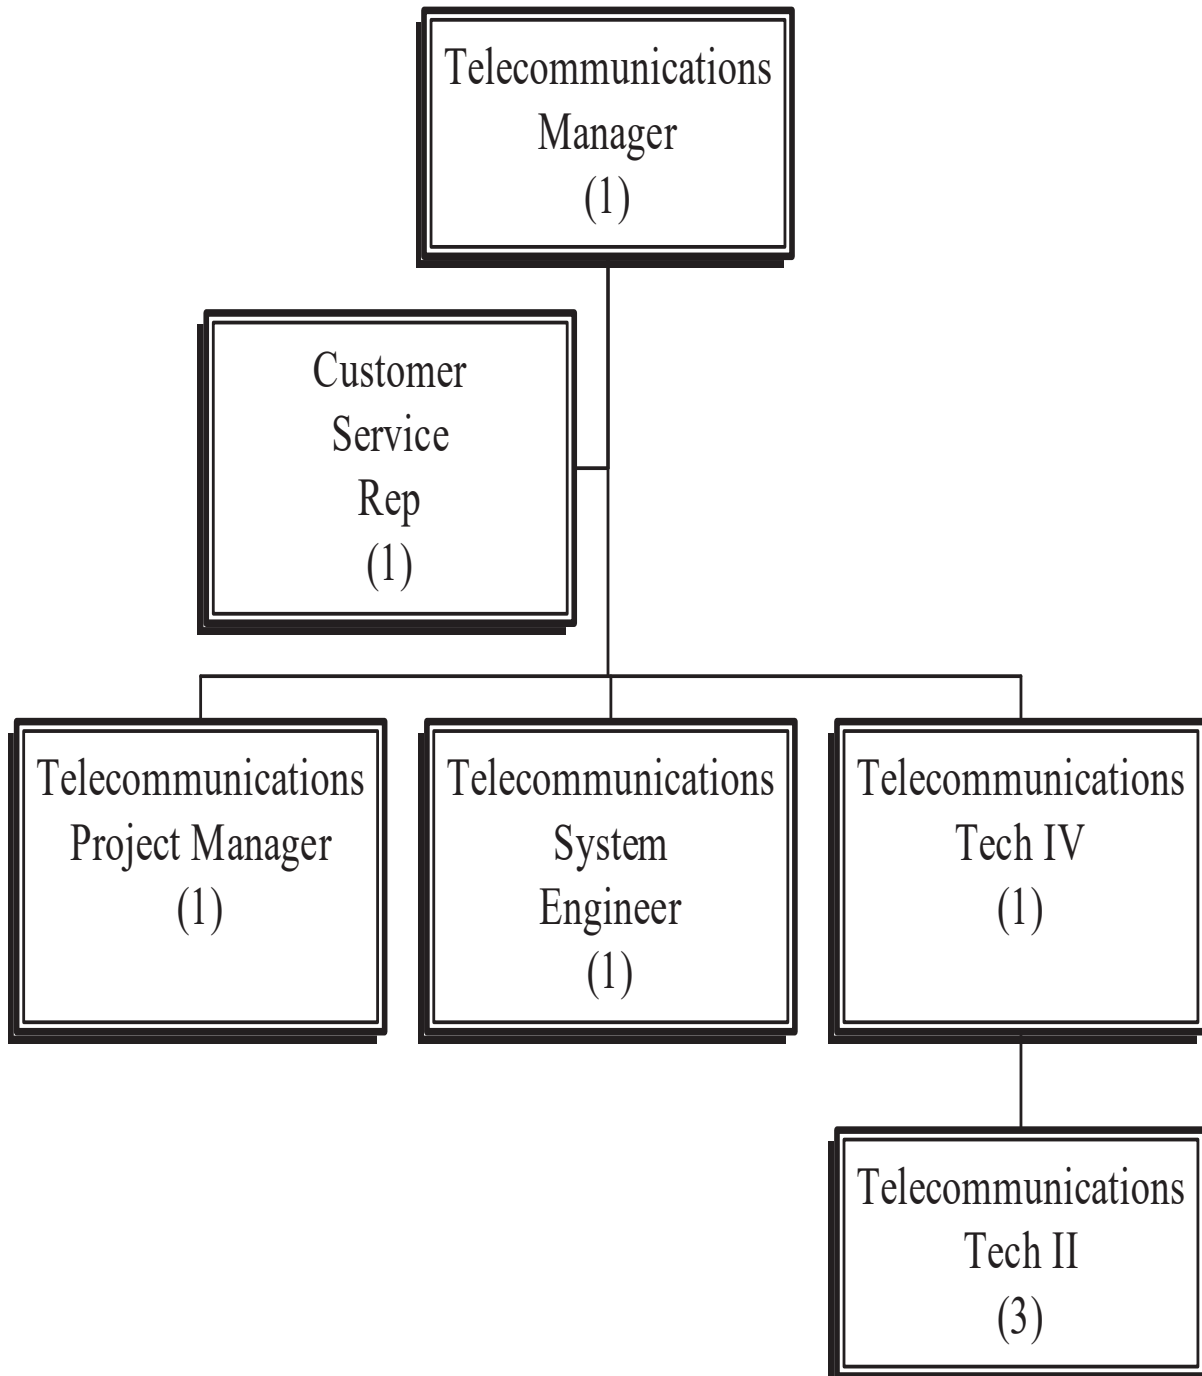 Telecommunications
Manager
(1)
Customer
Service
Rep
(1)
Telecommunications
Project Manager
(1)
Telecommunications
System
Engineer
(1)
Telecommunications
Tech IV
(1)
Telecommunications
Tech II
(3)